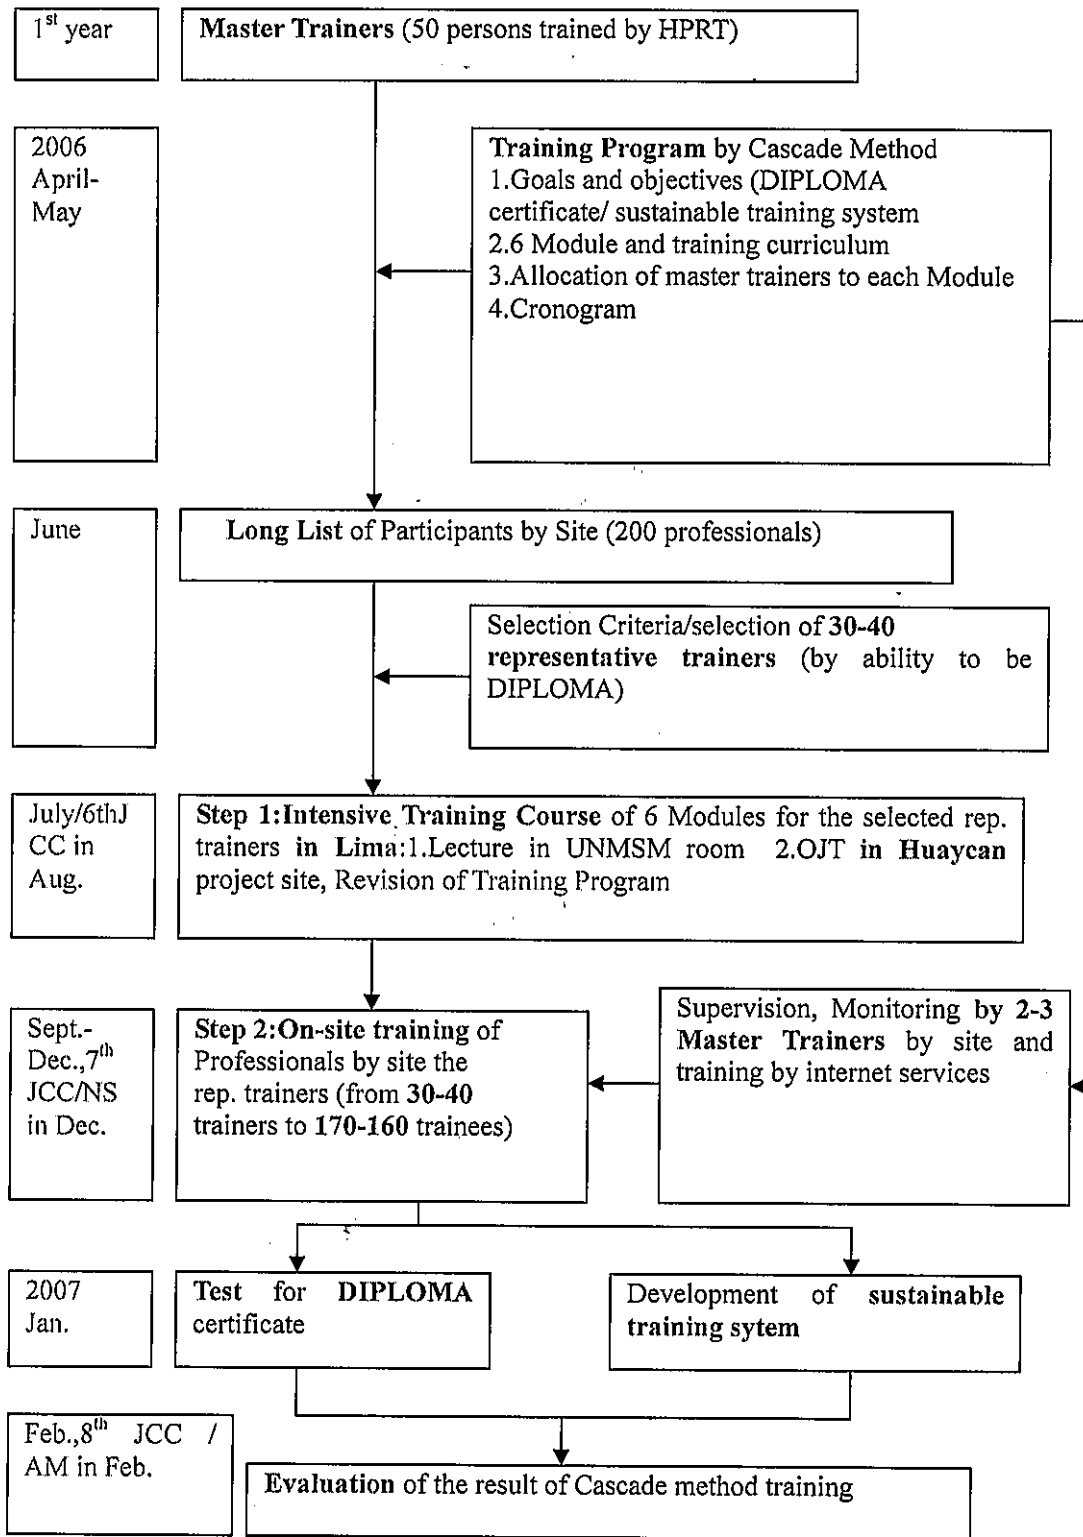 1st year
Master Trainers (50 persons trained by HPRT)
2006
April-
May
Training Program by Cascade Method
1.Goals and objectives (DIPLOMA
certificate/ sustainable training system
2.6 Module and training curriculum
3.Allocation of master trainers to each Module
4.Cronogram
June
Long List of Participants by Site (200 professionals)
Selection Criteria/selection of 30-40
representative trainers (by ability to be
DIPLOMA)
July/6thJ
CC in
Aug.
Step 1:Intensive Training Course of 6 Modules for the selected rep.
trainers in Lima:1.Lecture in UNMSM room 2.OJT in Huaycan
project site, Revision of Training Program
Sept.-
Dec.,7th
JCC/NS
in Dec.
Step 2:On-site training of
Professionals by site the
rep. trainers (from 30-40
trainers to 170-160 trainees)
Supervision, Monitoring by 2-3
Master Trainers by site and
training by internet services
2007
Jan.
Test for DIPLOMA
certificate
Development of sustainable
training sytem
Feb.,8th JCC /
AM in Feb.
Evaluation of the result of Cascade method training